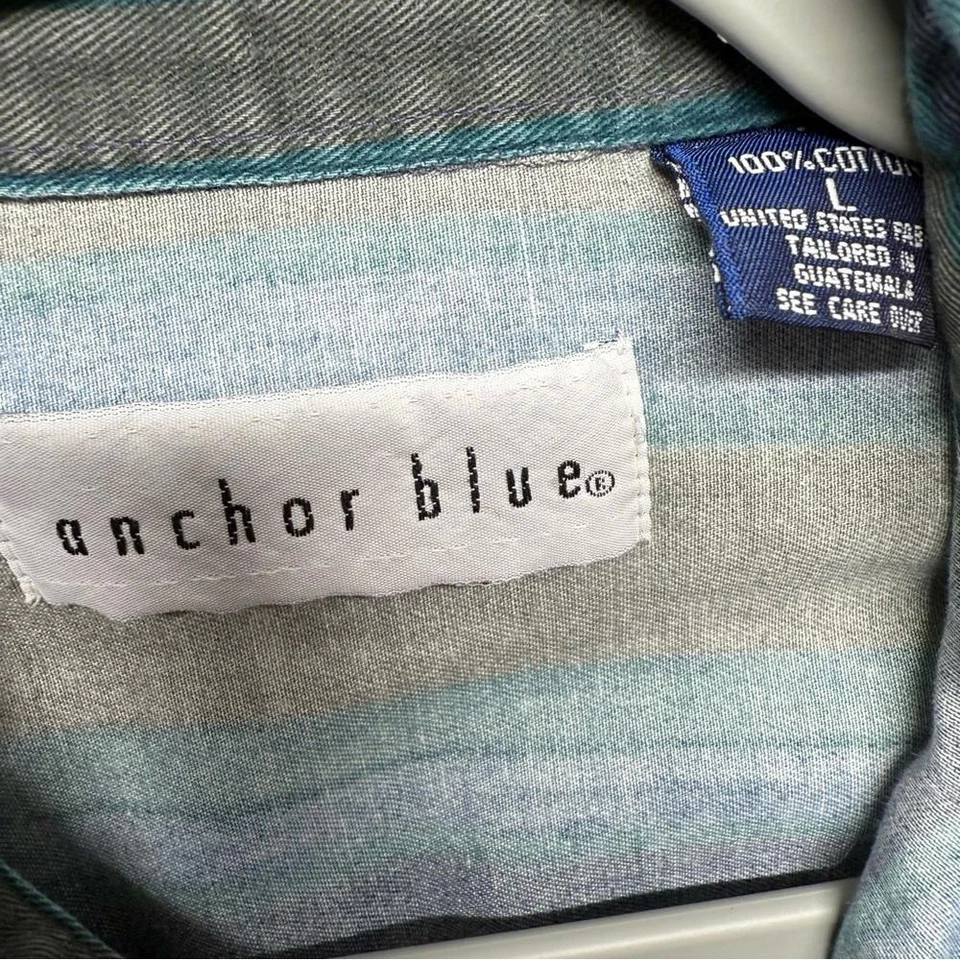 100% COTTON
L
UNITED STATES FAB
TAILORED IN
GUATEMALA
SEE CARE OVER
anchor blue®